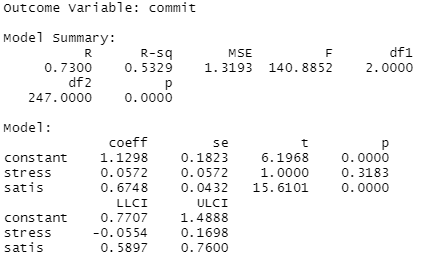 Outcome Variable: commit
Model Summary:
R R-sq MSE F df1
0.7300 0.5329 1.3193 140.8852 2.0000
df2 p
247.0000 0.0000
Model:
coeff se t p
constant 1.1298 0.1823 6.1968 0.0000
stress 0.0572 0.0572 1.0000 0.3183
satis 0.6748 0.0432 15.6101 0.0000
LLCI ULCI
constant 0.7707 1.4888
stress -0.0554 0.1698
satis 0.5897 0.7600